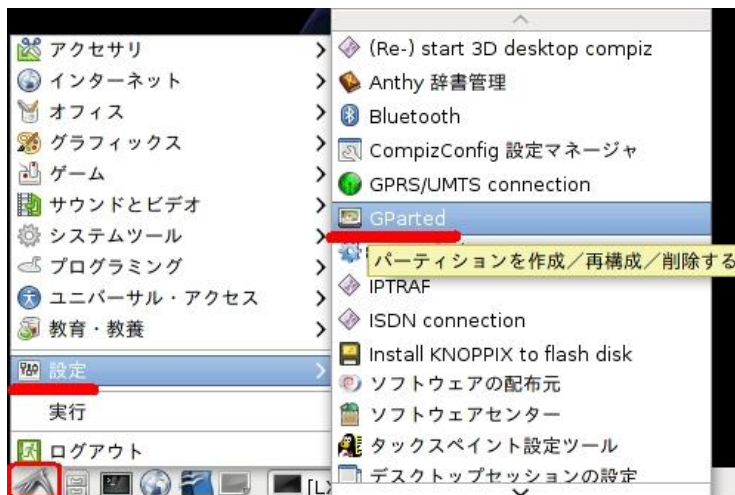 アクセサリ
インターネット
オフィス
グラフィックス
ゲーム
サウンドとビデオ
システムツール
プログラミング
ユニバーサル・アクセス
教育・教養
設定
実行
ログアウト
(Re-) start 3D desktop compiz
Anthy 辞書管理
Bluetooth
CompizConfig 設定マネージャ
GPRS/UMTS connection
GParted
パーティションを作成／再構成／削除する
IPTRAF
ISDN connection
Install KNOPPIX to flash disk
ソフトウェアの配布元
ソフトウェアセンター
タックスペイント設定ツール
デスクトップセッションの設定